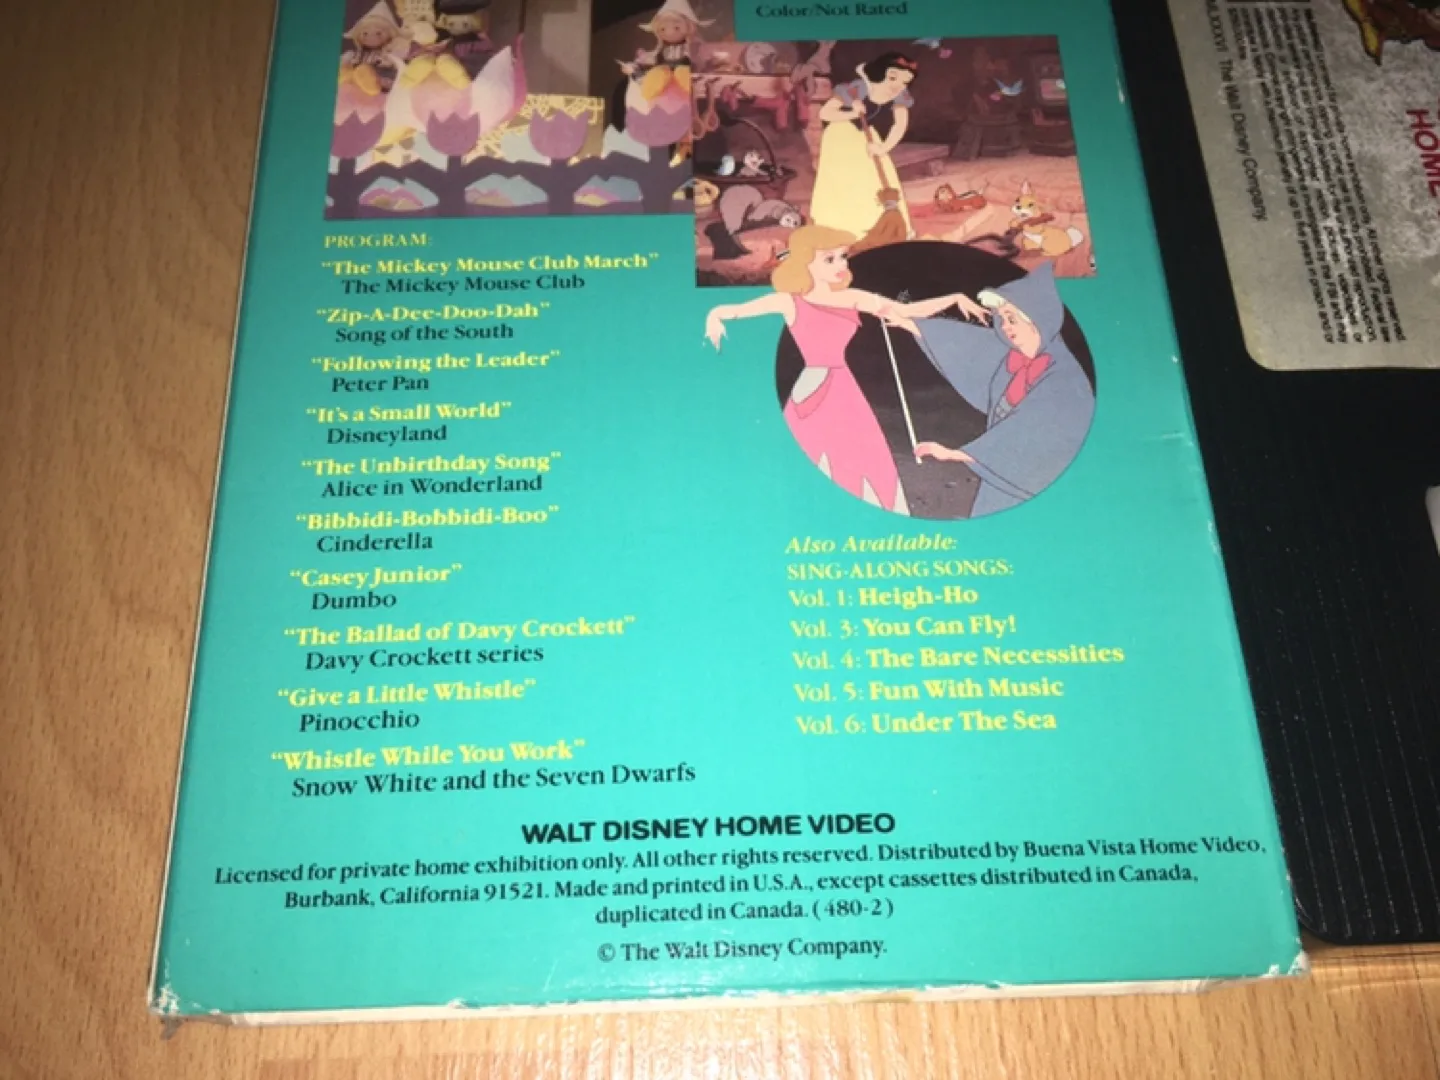 Color/Not Rated
PROGRAM:
"The Mickey Mouse Club March"
The Mickey Mouse Club
"Zip-A-Dee-Doo-Dah"
Song of the South
"Following the Leader"
Peter Pan
"It's a Small World"
Disneyland
"The Unbirthday Song"
Alice in Wonderland
"Bibbidi-Bobbidi-Boo"
Cinderella
"Casey Junior"
Dumbo
"The Ballad of Davy Crockett"
Davy Crockett series
"Give a Little Whistle"
Pinocchio
"Whistle While You Work"
Snow White and the Seven Dwarfs
Also Available:
SING-ALONG SONGS:
Vol. 1: Heigh-Ho
Vol. 3: You Can Fly!
Vol. 4: The Bare Necessities
Vol. 5: Fun With Music
Vol. 6: Under The Sea
WALT DISNEY HOME VIDEO
Licensed for private home exhibition only. All other rights reserved. Distributed by Buena Vista Home Video,
Burbank, California 91521. Made and printed in U.S.A., except cassettes distributed in Canada,
duplicated in Canada. (480-2)
© The Walt Disney Company.
HOME
The Walt Disney Company